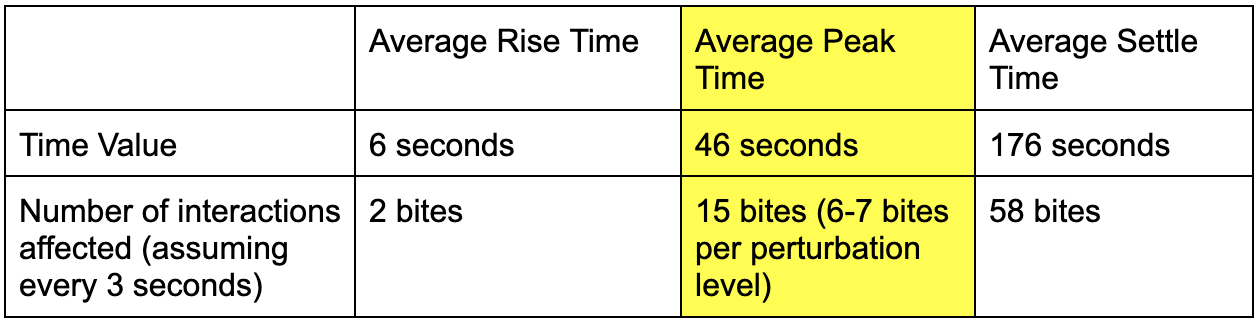 Average Rise Time
Average Peak
Time
Average Settle
Time
Time Value
6 seconds
46 seconds
176 seconds
Number of interactions
affected (assuming
every 3 seconds)
2 bites
15 bites (6-7 bites
per perturbation
level)
58 bites